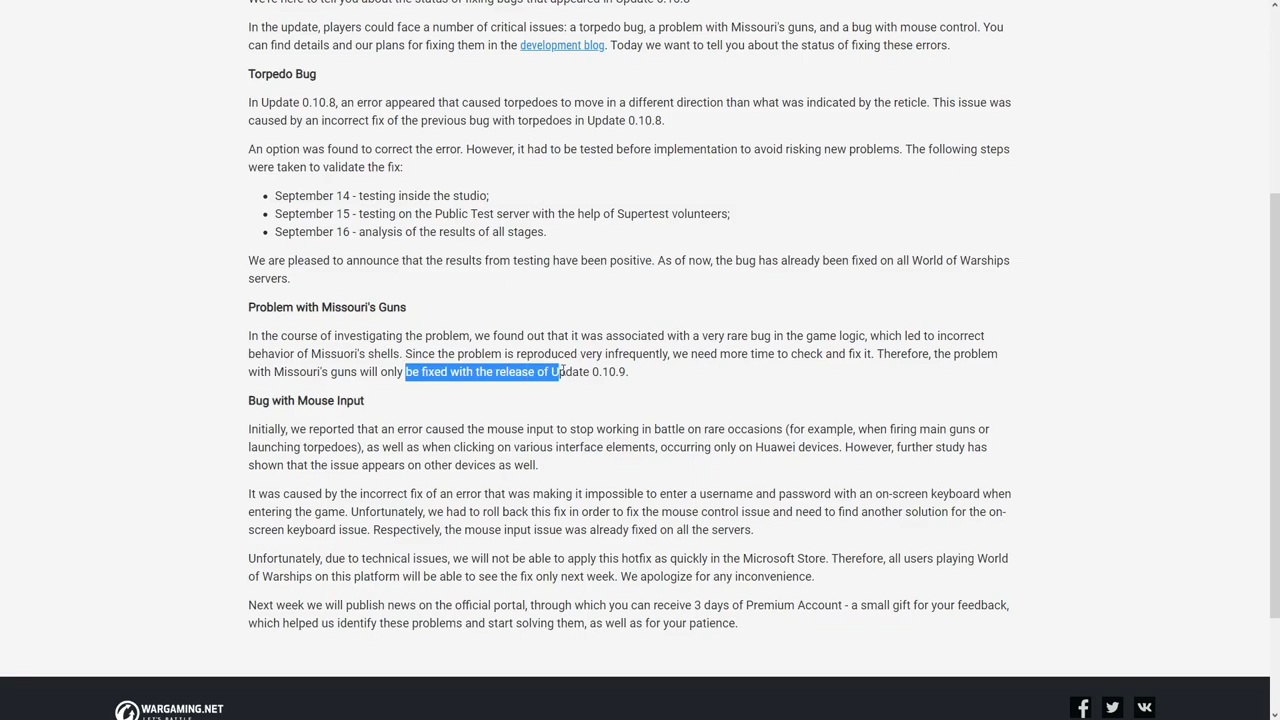 We're here to tell you about the status of fixing bugs that appeared in Update 0.10.8
In the update, players could face a number of critical issues: a torpedo bug, a problem with Missouri's guns, and a bug with mouse control. You
can find details and our plans for fixing them in the development blog. Today we want to tell you about the status of fixing these errors.
Torpedo Bug
In Update 0.10.8, an error appeared that caused torpedoes to move in a different direction than what was indicated by the reticle. This issue was
caused by an incorrect fix of the previous bug with torpedoes in Update 0.10.8.
An option was found to correct the error. However, it had to be tested before implementation to avoid risking new problems. The following steps
were taken to validate the fix:
• September 14 - testing inside the studio;
• September 15 - testing on the Public Test server with the help of Supertest volunteers;
• September 16 - analysis of the results of all stages.
We are pleased to announce that the results from testing have been positive. As of now, the bug has already been fixed on all World of Warships
servers.
Problem with Missouri's Guns
In the course of investigating the problem, we found out that it was associated with a very rare bug in the game logic, which led to incorrect
behavior of Missuori's shells. Since the problem is reproduced very infrequently, we need more time to check and fix it. Therefore, the problem
with Missouri's guns will only be fixed with the release of Update 0.10.9.
Bug with Mouse Input
Initially, we reported that an error caused the mouse input to stop working in battle on rare occasions (for example, when firing main guns or
launching torpedoes), as well as when clicking on various interface elements, occurring only on Huawei devices. However, further study has
shown that the issue appears on other devices as well.
It was caused by the incorrect fix of an error that was making it impossible to enter a username and password with an on-screen keyboard when
entering the game. Unfortunately, we had to roll back this fix in order to fix the mouse control issue and need to find another solution for the on-
screen keyboard issue. Respectively, the mouse input issue was already fixed on all the servers.
Unfortunately, due to technical issues, we will not be able to apply this hotfix as quickly in the Microsoft Store. Therefore, all users playing World
of Warships on this platform will be able to see the fix only next week. We apologize for any inconvenience.
Next week we will publish news on the official portal, through which you can receive 3 days of Premium Account - a small gift for your feedback,
which helped us identify these problems and start solving them, as well as for your patience.
WARGAMING.NET
LET'S BATTLE